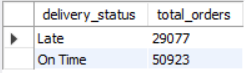 delivery_status total_orders
Late 29077
On Time 50923